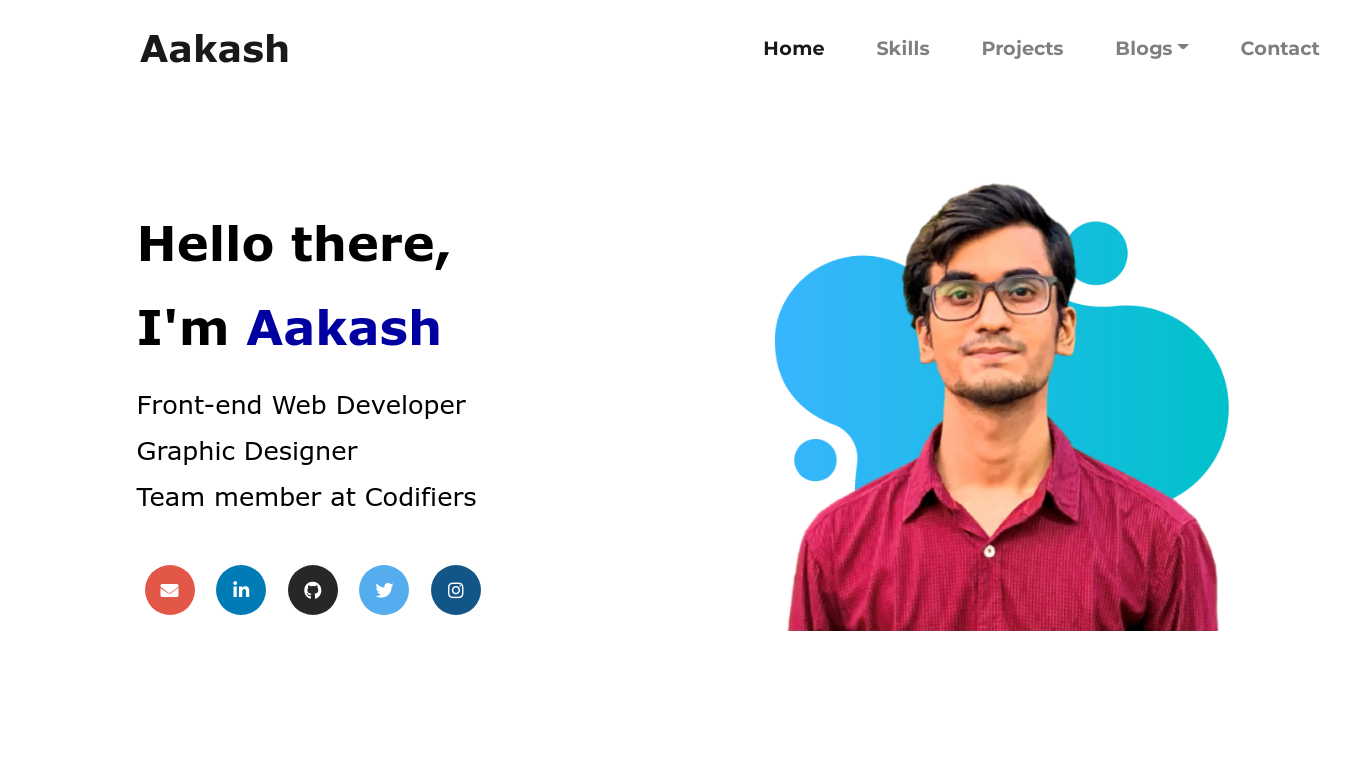 Aakash
Home Skills Projects Blogs Contact
Hello there,
I'm Aakash
Front-end Web Developer
Graphic Designer
Team member at Codifiers